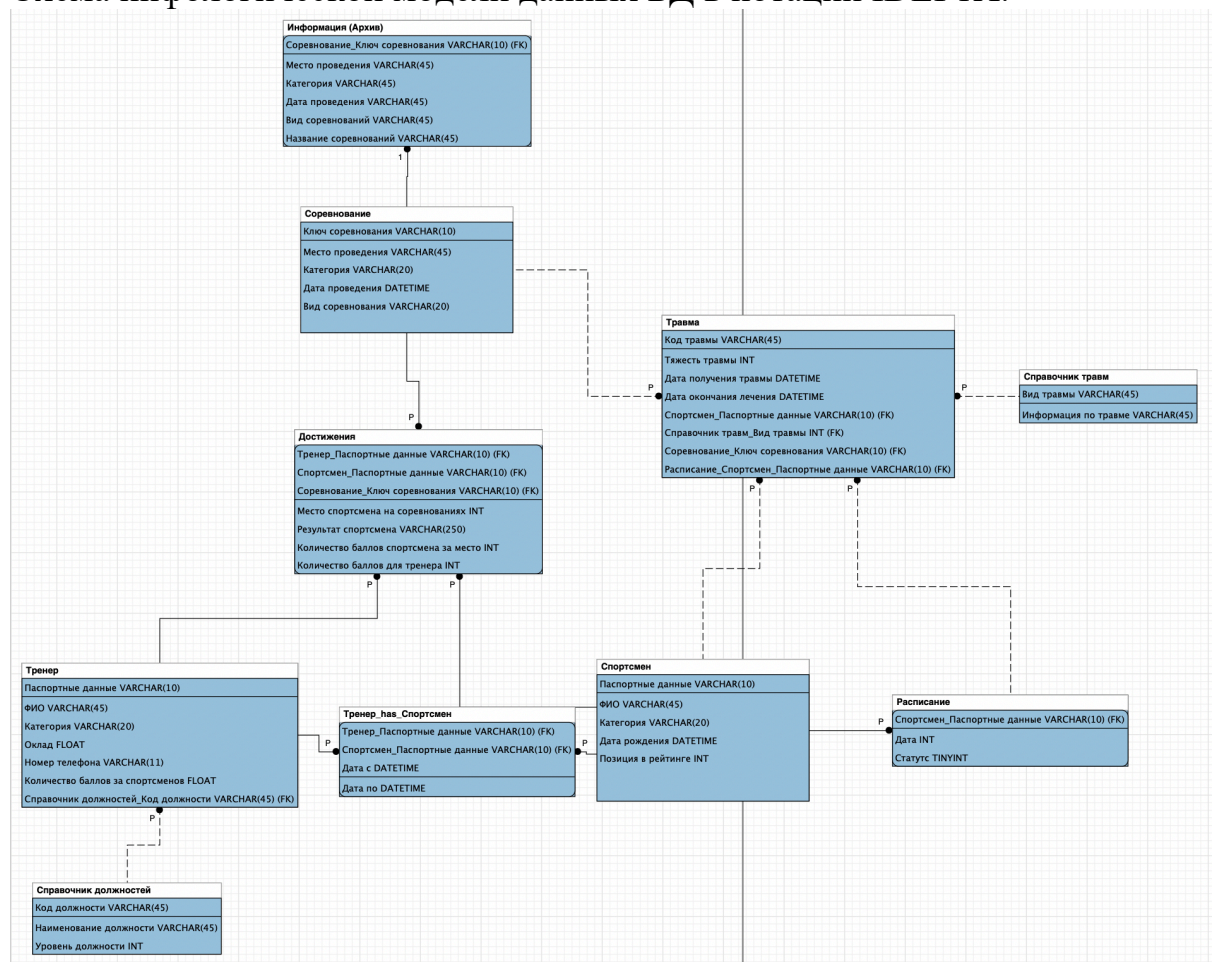 Схема инфологической модели данных БД в нотации IDEF1X:
Информация (Архив)
Соревнование_Ключ соревнования VARCHAR(10) (FK)
Место проведения VARCHAR(45)
Категория VARCHAR(45)
Дата проведения VARCHAR(45)
Вид соревнований VARCHAR(45)
Название соревнований VARCHAR(45)
1
Соревнование
Ключ соревнования VARCHAR(10)
Место проведения VARCHAR(45)
Категория VARCHAR(20)
Дата проведения DATETIME
Вид соревнования VARCHAR(20)
Травма
Код травмы VARCHAR(45)
Тяжесть травмы INT
Дата получения травмы DATETIME
Дата окончания лечения DATETIME
Спортсмен_Паспортные данные VARCHAR(10) (FK)
Справочник травм_Вид травмы INT (FK)
Соревнование_Ключ соревнования VARCHAR(10) (FK)
Расписание_Спортсмен_Паспортные данные VARCHAR(10) (FK)
P
P
P
P
Справочник травм
Вид травмы VARCHAR(45)
Информация по травме VARCHAR(45)
P
Достижения
Тренер_Паспортные данные VARCHAR(10) (FK)
Спортсмен_Паспортные данные VARCHAR(10) (FK)
Соревнование_Ключ соревнования VARCHAR(10) (FK)
Место спортсмена на соревнованиях INT
Результат спортсмена VARCHAR(250)
Количество баллов спортсмена за место INT
Количество баллов для тренера INT
P
P
Тренер
Паспортные данные VARCHAR(10)
ФИО VARCHAR(45)
Категория VARCHAR(20)
Оклад FLOAT
Номер телефона VARCHAR(11)
Количество баллов за спортсменов FLOAT
Справочник должностей_Код должности VARCHAR(45) (FK)
P
Тренер_has_Спортсмен
Тренер_Паспортные данные VARCHAR(10) (FK)
Спортсмен_Паспортные данные VARCHAR(10) (FK)
Дата с DATETIME
Дата по DATETIME
P
P
Спортсмен
Паспортные данные VARCHAR(10)
ФИО VARCHAR(45)
Категория VARCHAR(20)
Дата рождения DATETIME
Позиция в рейтинге INT
P
Расписание
Спортсмен_Паспортные данные VARCHAR(10) (FK)
Дата INT
Статутс TINYINT
Справочник должностей
Код должности VARCHAR(45)
Наименование должности VARCHAR(45)
Уровень должности INT